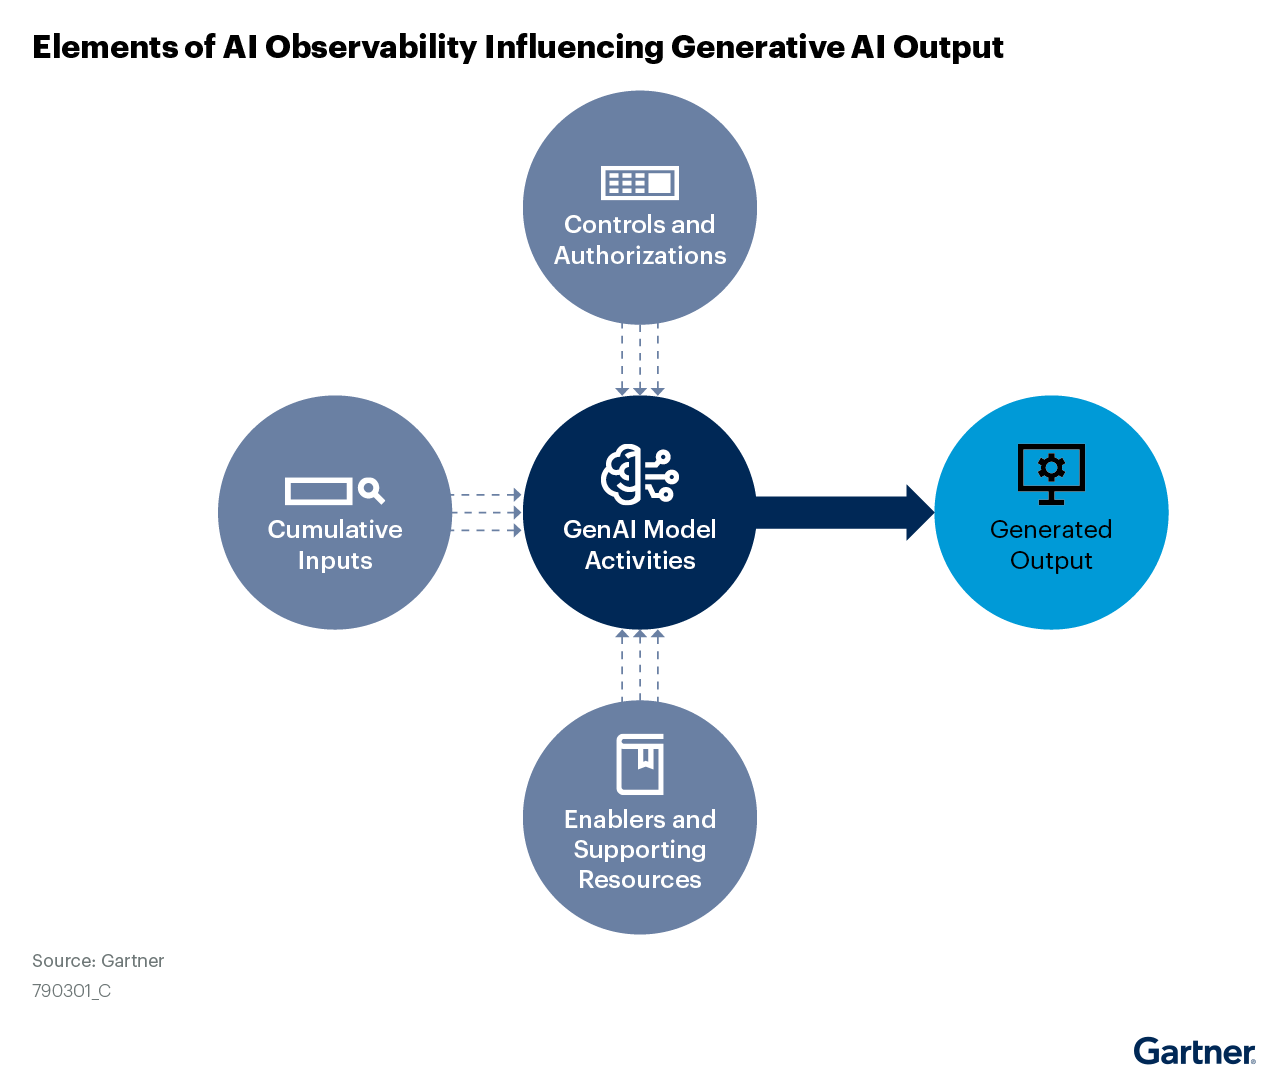 Elements of AI Observability Influencing Generative AI Output
Controls and
Authorizations
Cumulative
Inputs
GenAI Model
Activities
Generated
Output
Enablers and
Supporting
Resources
Source: Gartner
790301_C
Gartner®